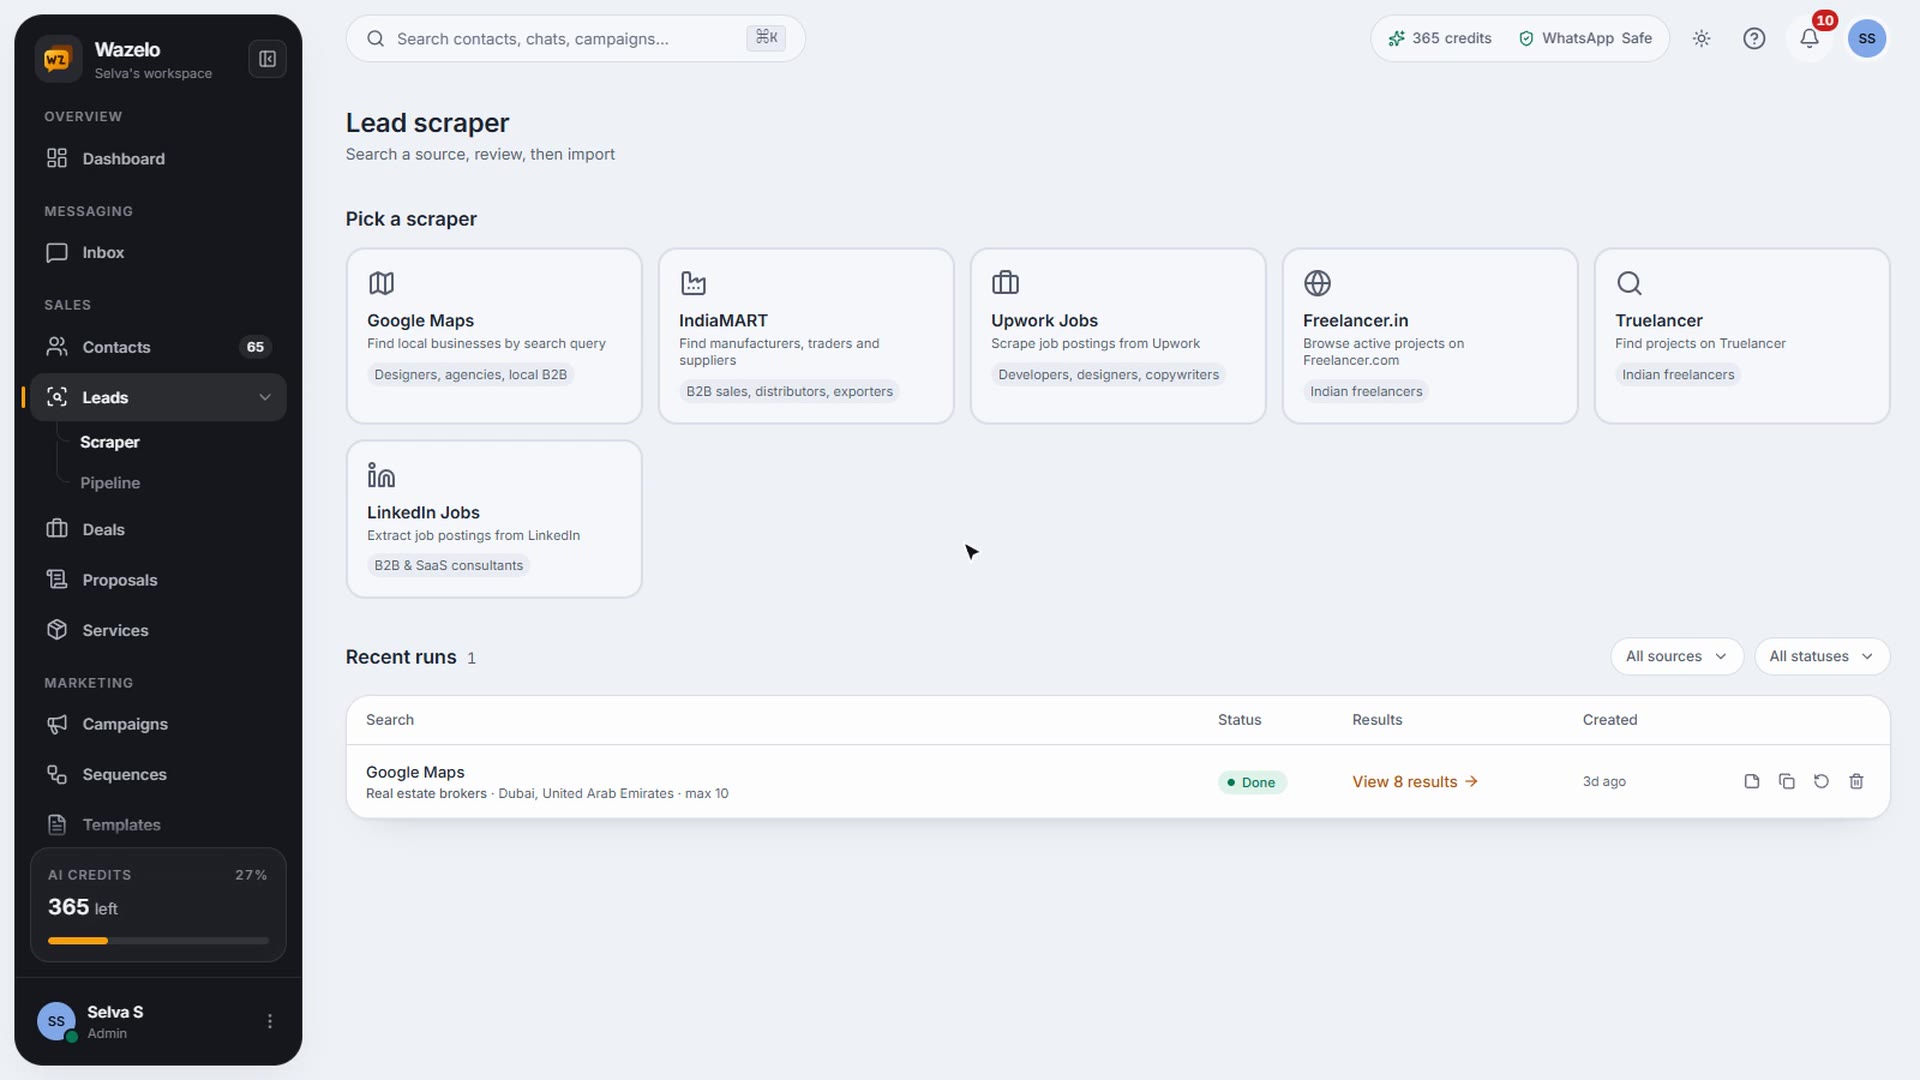 WZ
Wazelo
Selva's workspace
OVERVIEW
Dashboard
MESSAGING
Inbox
SALES
Contacts 65
Leads
Scraper
Pipeline
Deals
Proposals
Services
MARKETING
Campaigns
Sequences
Templates
AI CREDITS 27%
365 left
SS
Selva S
Admin
Search contacts, chats, campaigns... ⌘K
365 credits WhatsApp Safe 10 SS
Lead scraper
Search a source, review, then import
Pick a scraper
Google Maps
Find local businesses by search query
Designers, agencies, local B2B
IndiaMART
Find manufacturers, traders and
suppliers
B2B sales, distributors, exporters
Upwork Jobs
Scrape job postings from Upwork
Developers, designers, copywriters
Freelancer.in
Browse active projects on
Freelancer.com
Indian freelancers
Truelancer
Find projects on Truelancer
Indian freelancers
LinkedIn Jobs
Extract job postings from LinkedIn
B2B & SaaS consultants
Recent runs 1
All sources All statuses
Search Status Results Created
Google Maps
Real estate brokers · Dubai, United Arab Emirates · max 10
Done View 8 results → 3d ago